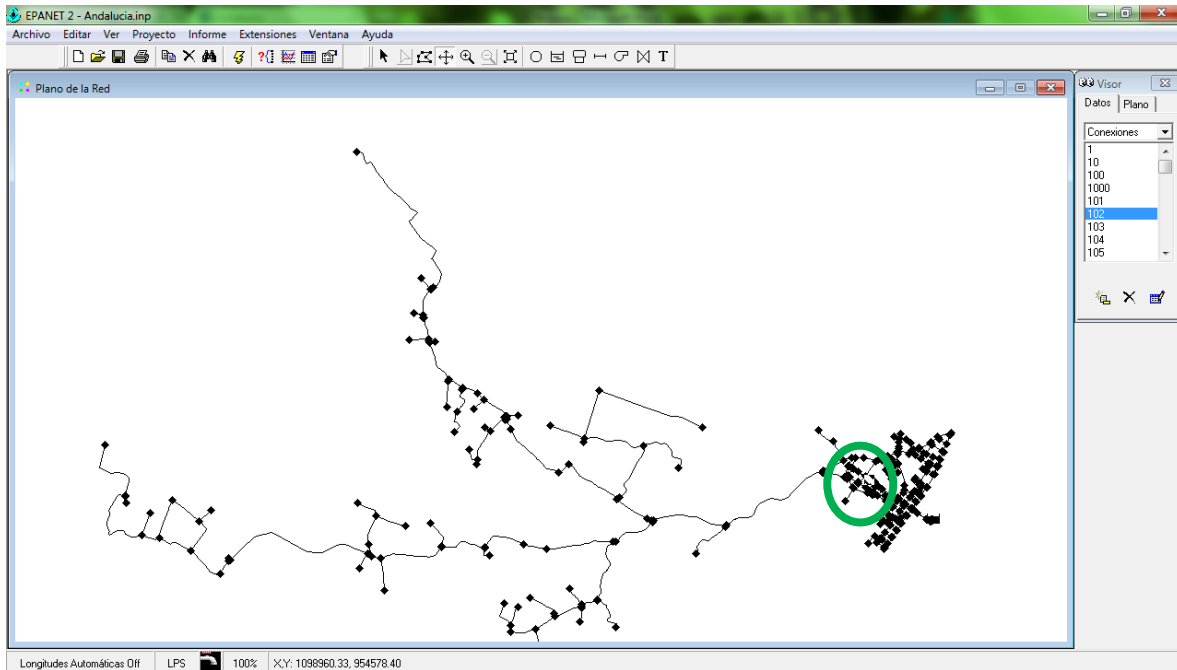 EPANET 2 - Andalucia.inp
Archivo Editar Ver Proyecto Informe Extensiones Ventana Ayuda
T
Plano de la Red
Visor
Datos Plano
Conexiones
1
10
100
1000
101
102
103
104
105
Longitudes Automáticas Off LPS 100% X,Y: 1098960.33, 954578.40